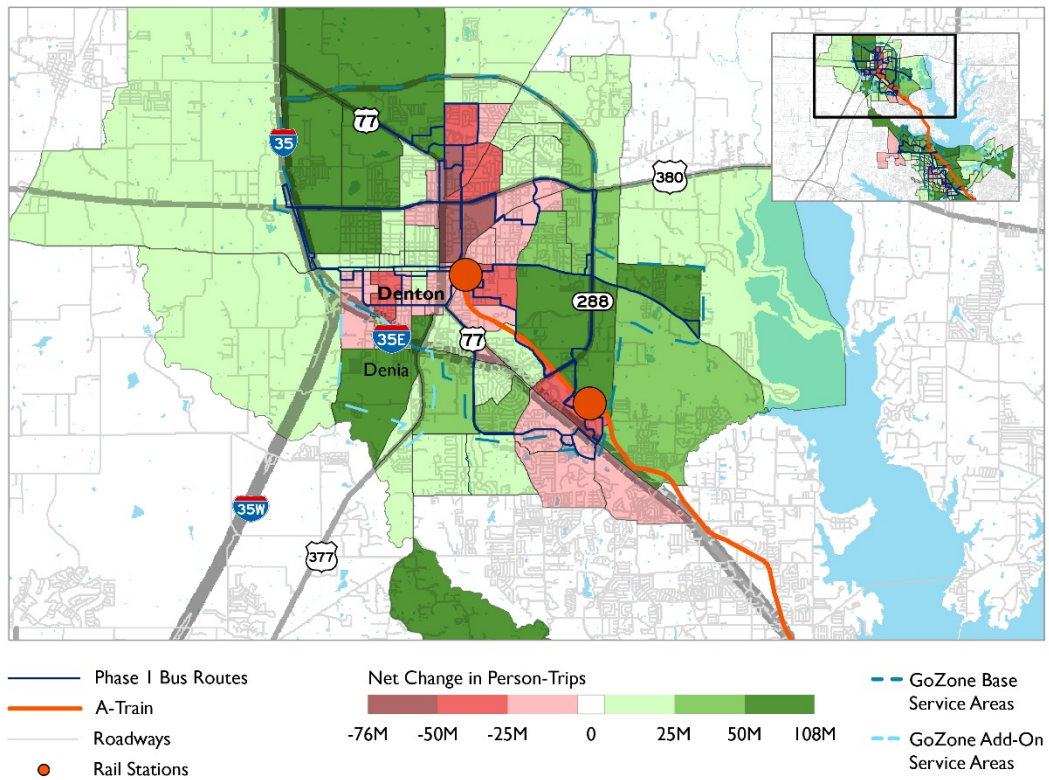 77
35
380
Denton
288
35E
77
Denia
35W
377
Phase 1 Bus Routes
A-Train
Roadways
Rail Stations
Net Change in Person-Trips
-76M -50M -25M 0 25M 50M 108M
GoZone Base
Service Areas
GoZone Add-On
Service Areas